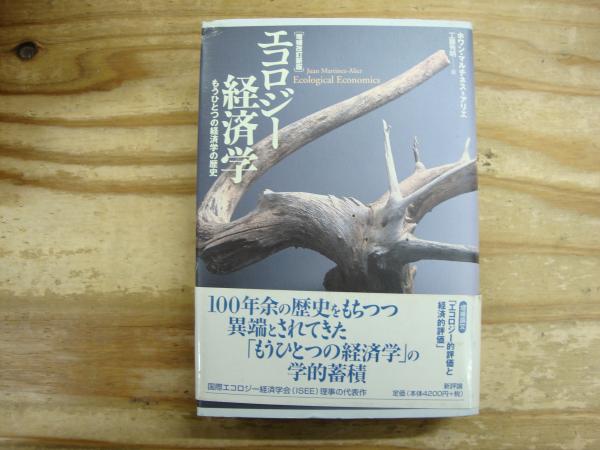 ホワン・マルチネス=アリエ
工藤秀明
訳
[増補改訂新版]
エコロジー
経済学
もうひとつの経済学の歴史
Juan Martinez-Alier
Ecological Economics
100年余の歴史をもちつつ
異端とされてきた
「もうひとつの経済学」の
学的蓄積
国際エコロジー経済学会(ISEE)理事の代表作
「エコロジー的評価と
経済的評価」
新評論
定価(本体4200円+税)